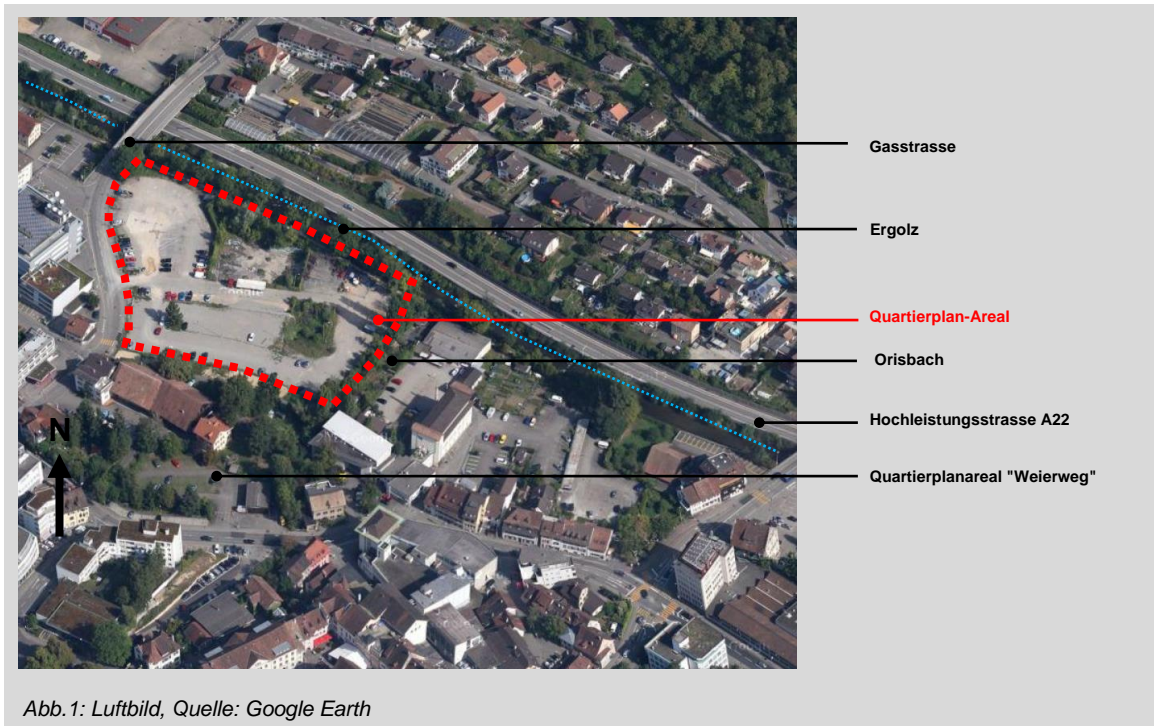 Gasstrasse
Ergolz
Quartierplan-Areal
Orisbach
Hochleistungsstrasse A22
Quartierplanareal "Weierweg"
N
Abb.1: Luftbild, Quelle: Google Earth